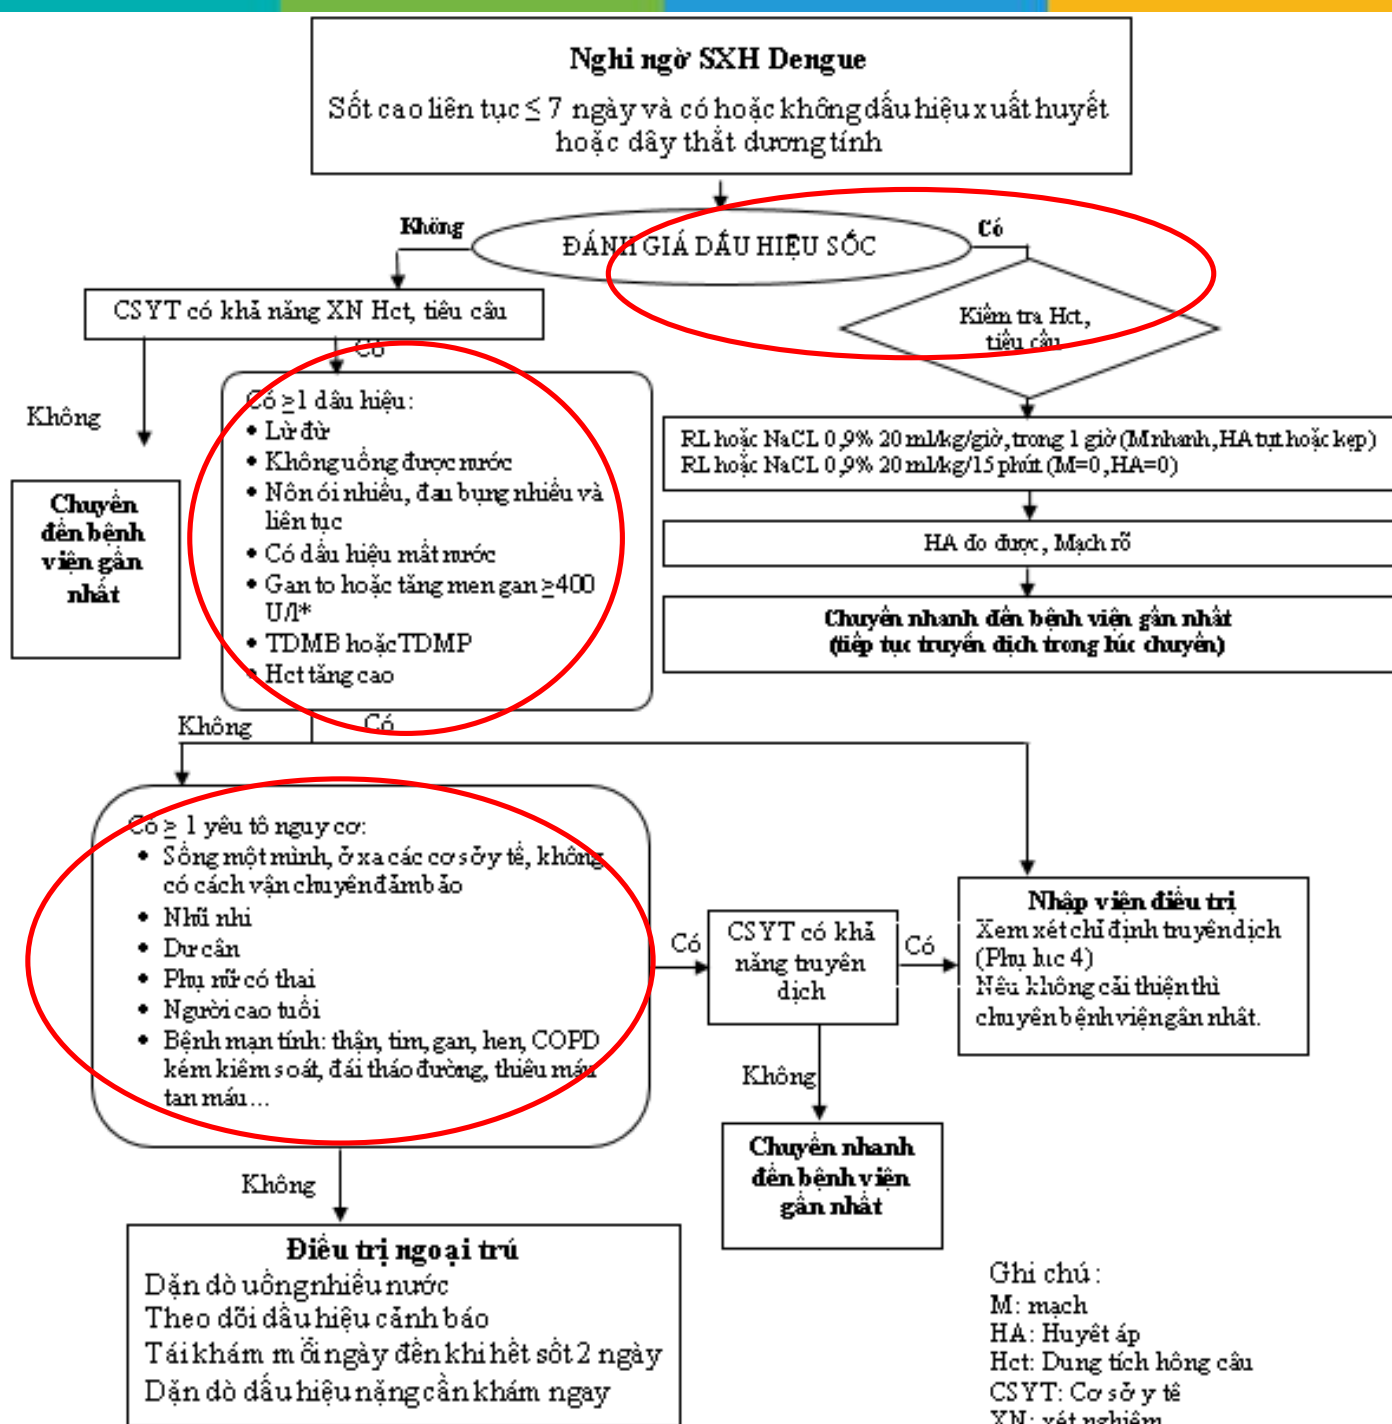 Nghi ngờ SXH Dengue
Sốt cao liên tục ≤ 7 ngày và có hoặc không dấu hiệu xuất huyết
hoặc dây thắt dương tính
Không
ĐÁNH GIÁ DẤU HIỆU SỐC
Có
CSYT có khả năng XN Hct, tiểu cầu
Kiểm tra Hct,
tiểu cầu
Có
Không
Có ≥1 dấu hiệu:
• Lừ đừ
• Không uống được nước
• Nôn ói nhiều, đau bụng nhiều và
liên tục
• Có dấu hiệu mất nước
• Gan to hoặc tăng men gan ≥400
U/l*
• TDMB hoặc TDMP
• Hct tăng cao
Chuyển
đến bệnh
viện gần
nhất
RL hoặc NaCL 0,9% 20 ml/kg/giờ, trong 1 giờ (M nhanh, HA tụt hoặc kẹp)
RL hoặc NaCL 0,9% 20 ml/kg/15 phút (M=0, HA=0)
HA đo được, Mạch rõ
Chuyển nhanh đến bệnh viện gần nhất
(tiếp tục truyền dịch trong lúc chuyển)
Không
Có
Có ≥ 1 yếu tố nguy cơ:
• Sống một mình, ở xa các cơ sở y tế, không
có cách vận chuyển đảm bảo
• Nhũ nhi
• Dư cân
• Phụ nữ có thai
• Người cao tuổi
• Bệnh mạn tính: thận, tim, gan, hen, COPD
kém kiểm soát, đái tháo đường, thiếu máu
tan máu...
Có
CSYT có khả
năng truyền
dịch
Có
Nhập viện điều trị
Xem xét chỉ định truyền dịch
(Phụ lục 4)
Nếu không cải thiện thì
chuyển bệnh viện gần nhất.
Không
Chuyển nhanh
đến bệnh viện
gần nhất
Không
Điều trị ngoại trú
Dặn dò uống nhiều nước
Theo dõi dấu hiệu cảnh báo
Tái khám mỗi ngày đến khi hết sốt 2 ngày
Dặn dò dấu hiệu nặng cần khám ngay
Ghi chú:
M: mạch
HA: Huyết áp
Hct: Dung tích hồng cầu
CSYT: Cơ sở y tế
XN: xét nghiệm